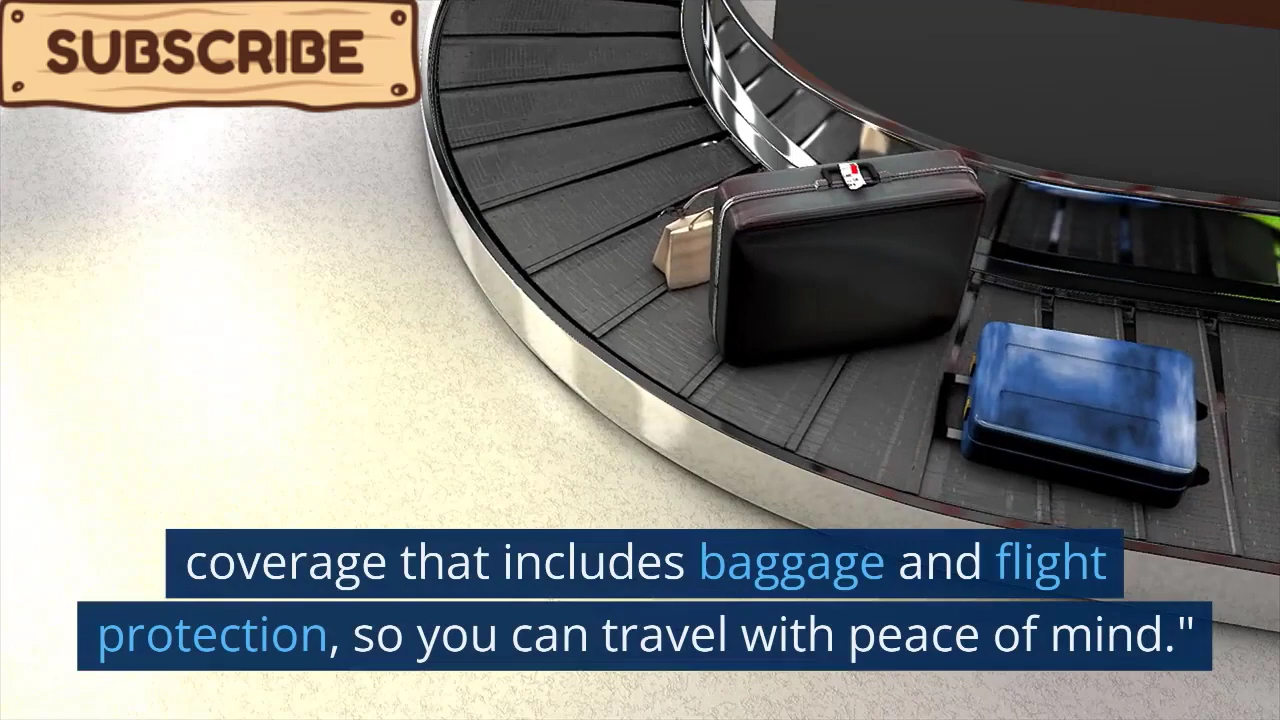 SUBSCRIBE
coverage that includes baggage and flight
protection, so you can travel with peace of mind."